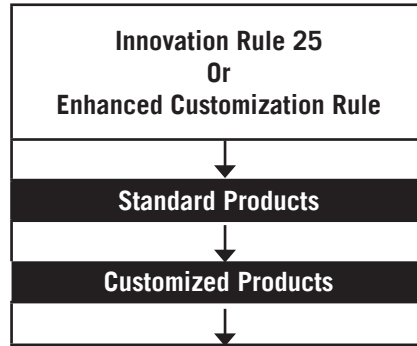 Innovation Rule 25
Or
Enhanced Customization Rule
Standard Products
Customized Products